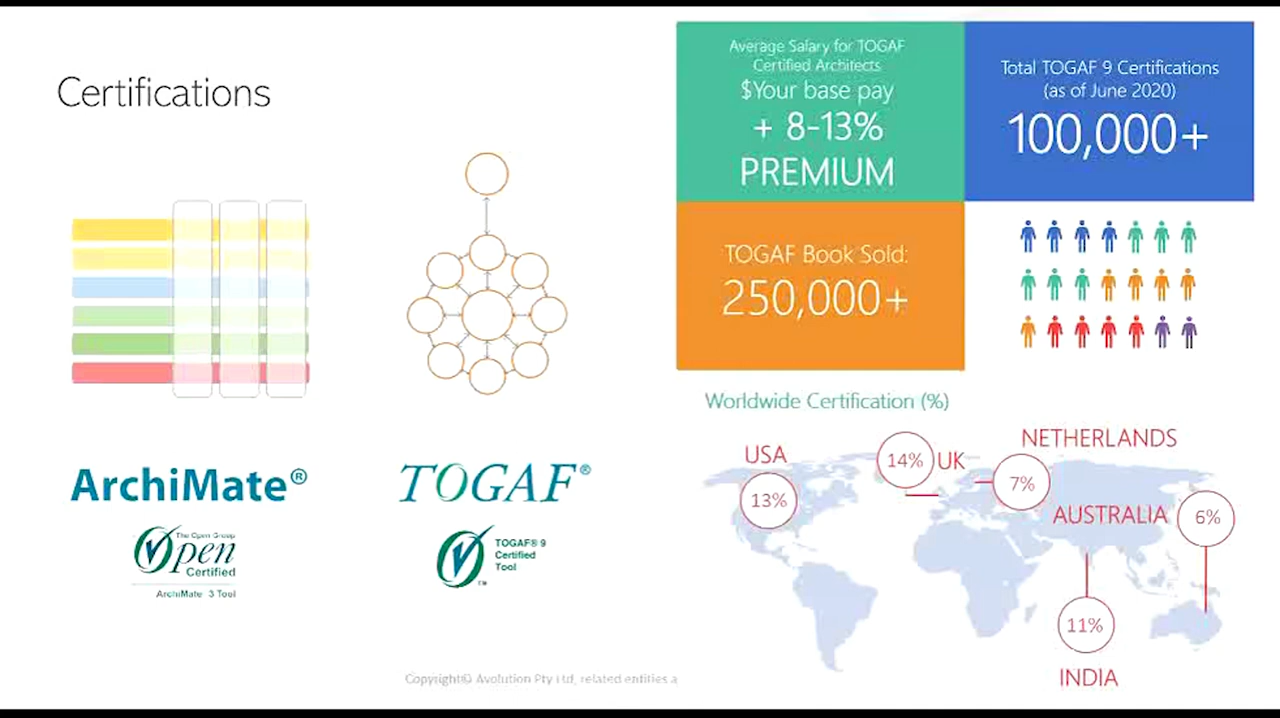 Certifications
ArchiMate®
The Open Group
Open
Certified
ArchiMate 3 Tool
TOGAF®
TOGAF® 9
Certified
Tool
TM
Copyright© Avolution Pty Ltd, related entities a
Average Salary for TOGAF
Certified Architects
$Your base pay
+ 8-13%
PREMIUM
Total TOGAF 9 Certifications
(as of June 2020)
100,000+
TOGAF Book Sold:
250,000+
Worldwide Certification (%)
USA
13%
14%
UK
NETHERLANDS
7%
AUSTRALIA
6%
11%
INDIA